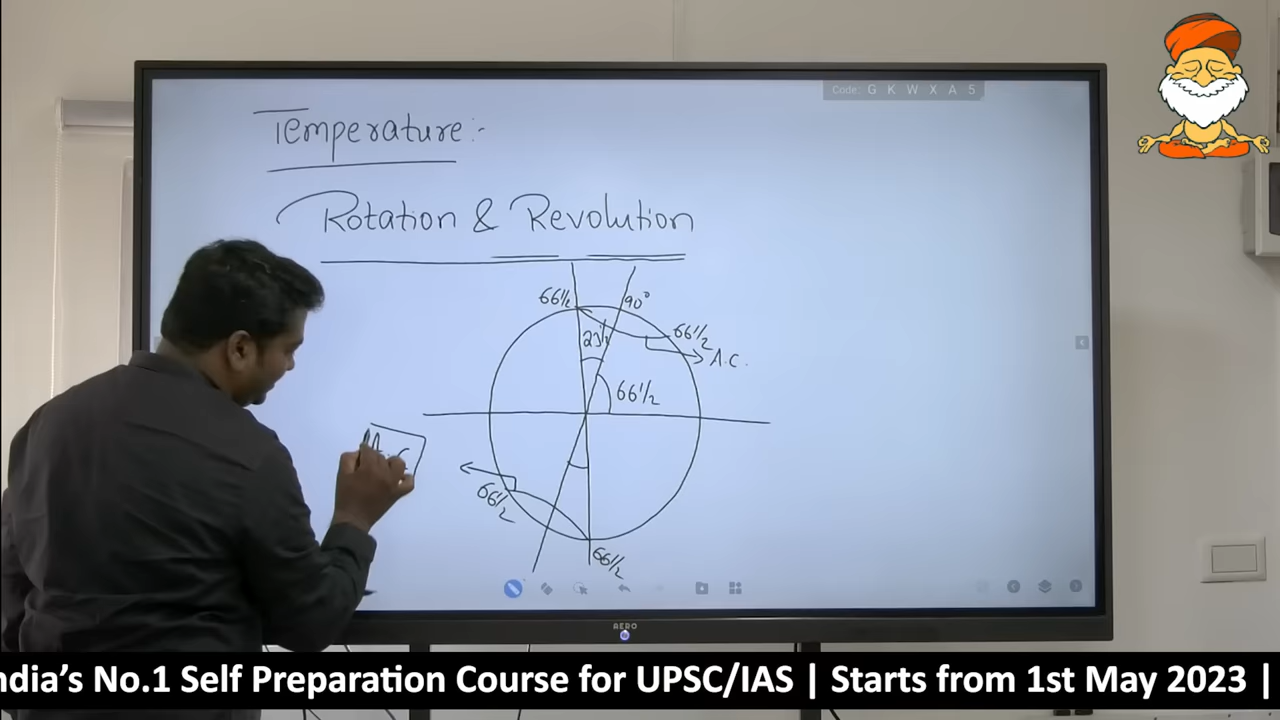 Code: G K W X A 5
Temperature:-
Rotation & Revolution
66½ 90°
23½ 66½
A.C.
66½
66½
66½
AERO
ndia's No.1 Self Preparation Course for UPSC/IAS | Starts from 1st May 2023 |